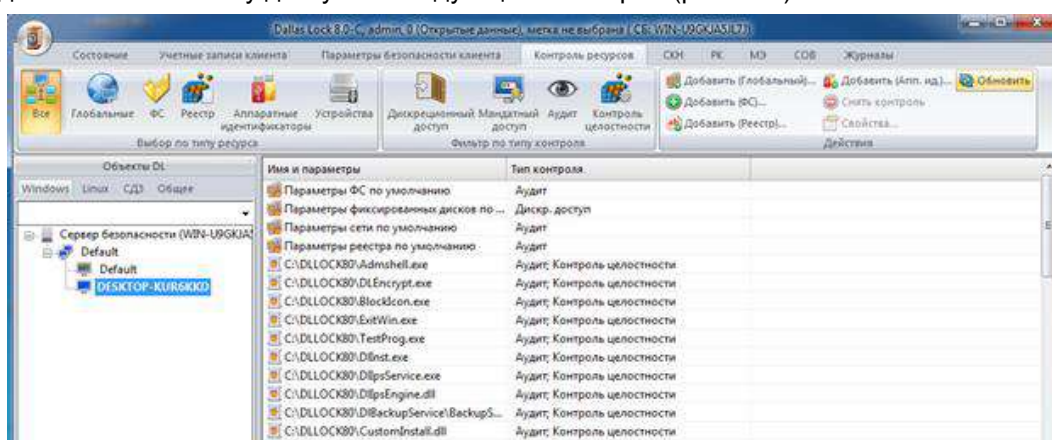 Dallas Lock 8.0-C, admin, 0 (Открытые данные), метка не выбрана ( СБ: WIN-U9GKJA5JL73)
Состояние Учетные записи клиента Параметры безопасности клиента Контроль ресурсов СКН РК МЭ СОВ Журналы
Все Глобальные ФС Реестр Аппаратные идентификаторы Устройства Дискреционный доступ Мандатный доступ Аудит Контроль целостности
Добавить (Глобальный)... Добавить (Апп. ид.)... Обновить
Добавить (ФС)... Снять контроль
Добавить (Реестр)... Свойства...
Выбор по типу ресурса Фильтр по типу контроля Действия
Объекты DL
Windows Linux СДЗ Общее
Сервер безопасности (WIN-U9GKJA5
Default
Default
DESKTOP-KUR6KKD
Имя и параметры Тип контроля
Параметры ФС по умолчанию Аудит
Параметры фиксированных дисков по ... Дискр. доступ
Параметры сети по умолчанию Аудит
Параметры реестра по умолчанию Аудит
C:\DLLOCK80\Admshell.exe Аудит; Контроль целостности
C:\DLLOCK80\DLEncrypt.exe Аудит; Контроль целостности
C:\DLLOCK80\BlockIcon.exe Аудит; Контроль целостности
C:\DLLOCK80\ExitWin.exe Аудит; Контроль целостности
C:\DLLOCK80\TestProg.exe Аудит; Контроль целостности
C:\DLLOCK80\DlInst.exe Аудит; Контроль целостности
C:\DLLOCK80\DlIpsService.exe Аудит; Контроль целостности
C:\DLLOCK80\DlIpsEngine.dll Аудит; Контроль целостности
C:\DLLOCK80\DlBackupService\BackupS... Аудит; Контроль целостности
C:\DLLOCK80\CustomInstall.dll Аудит; Контроль целостности